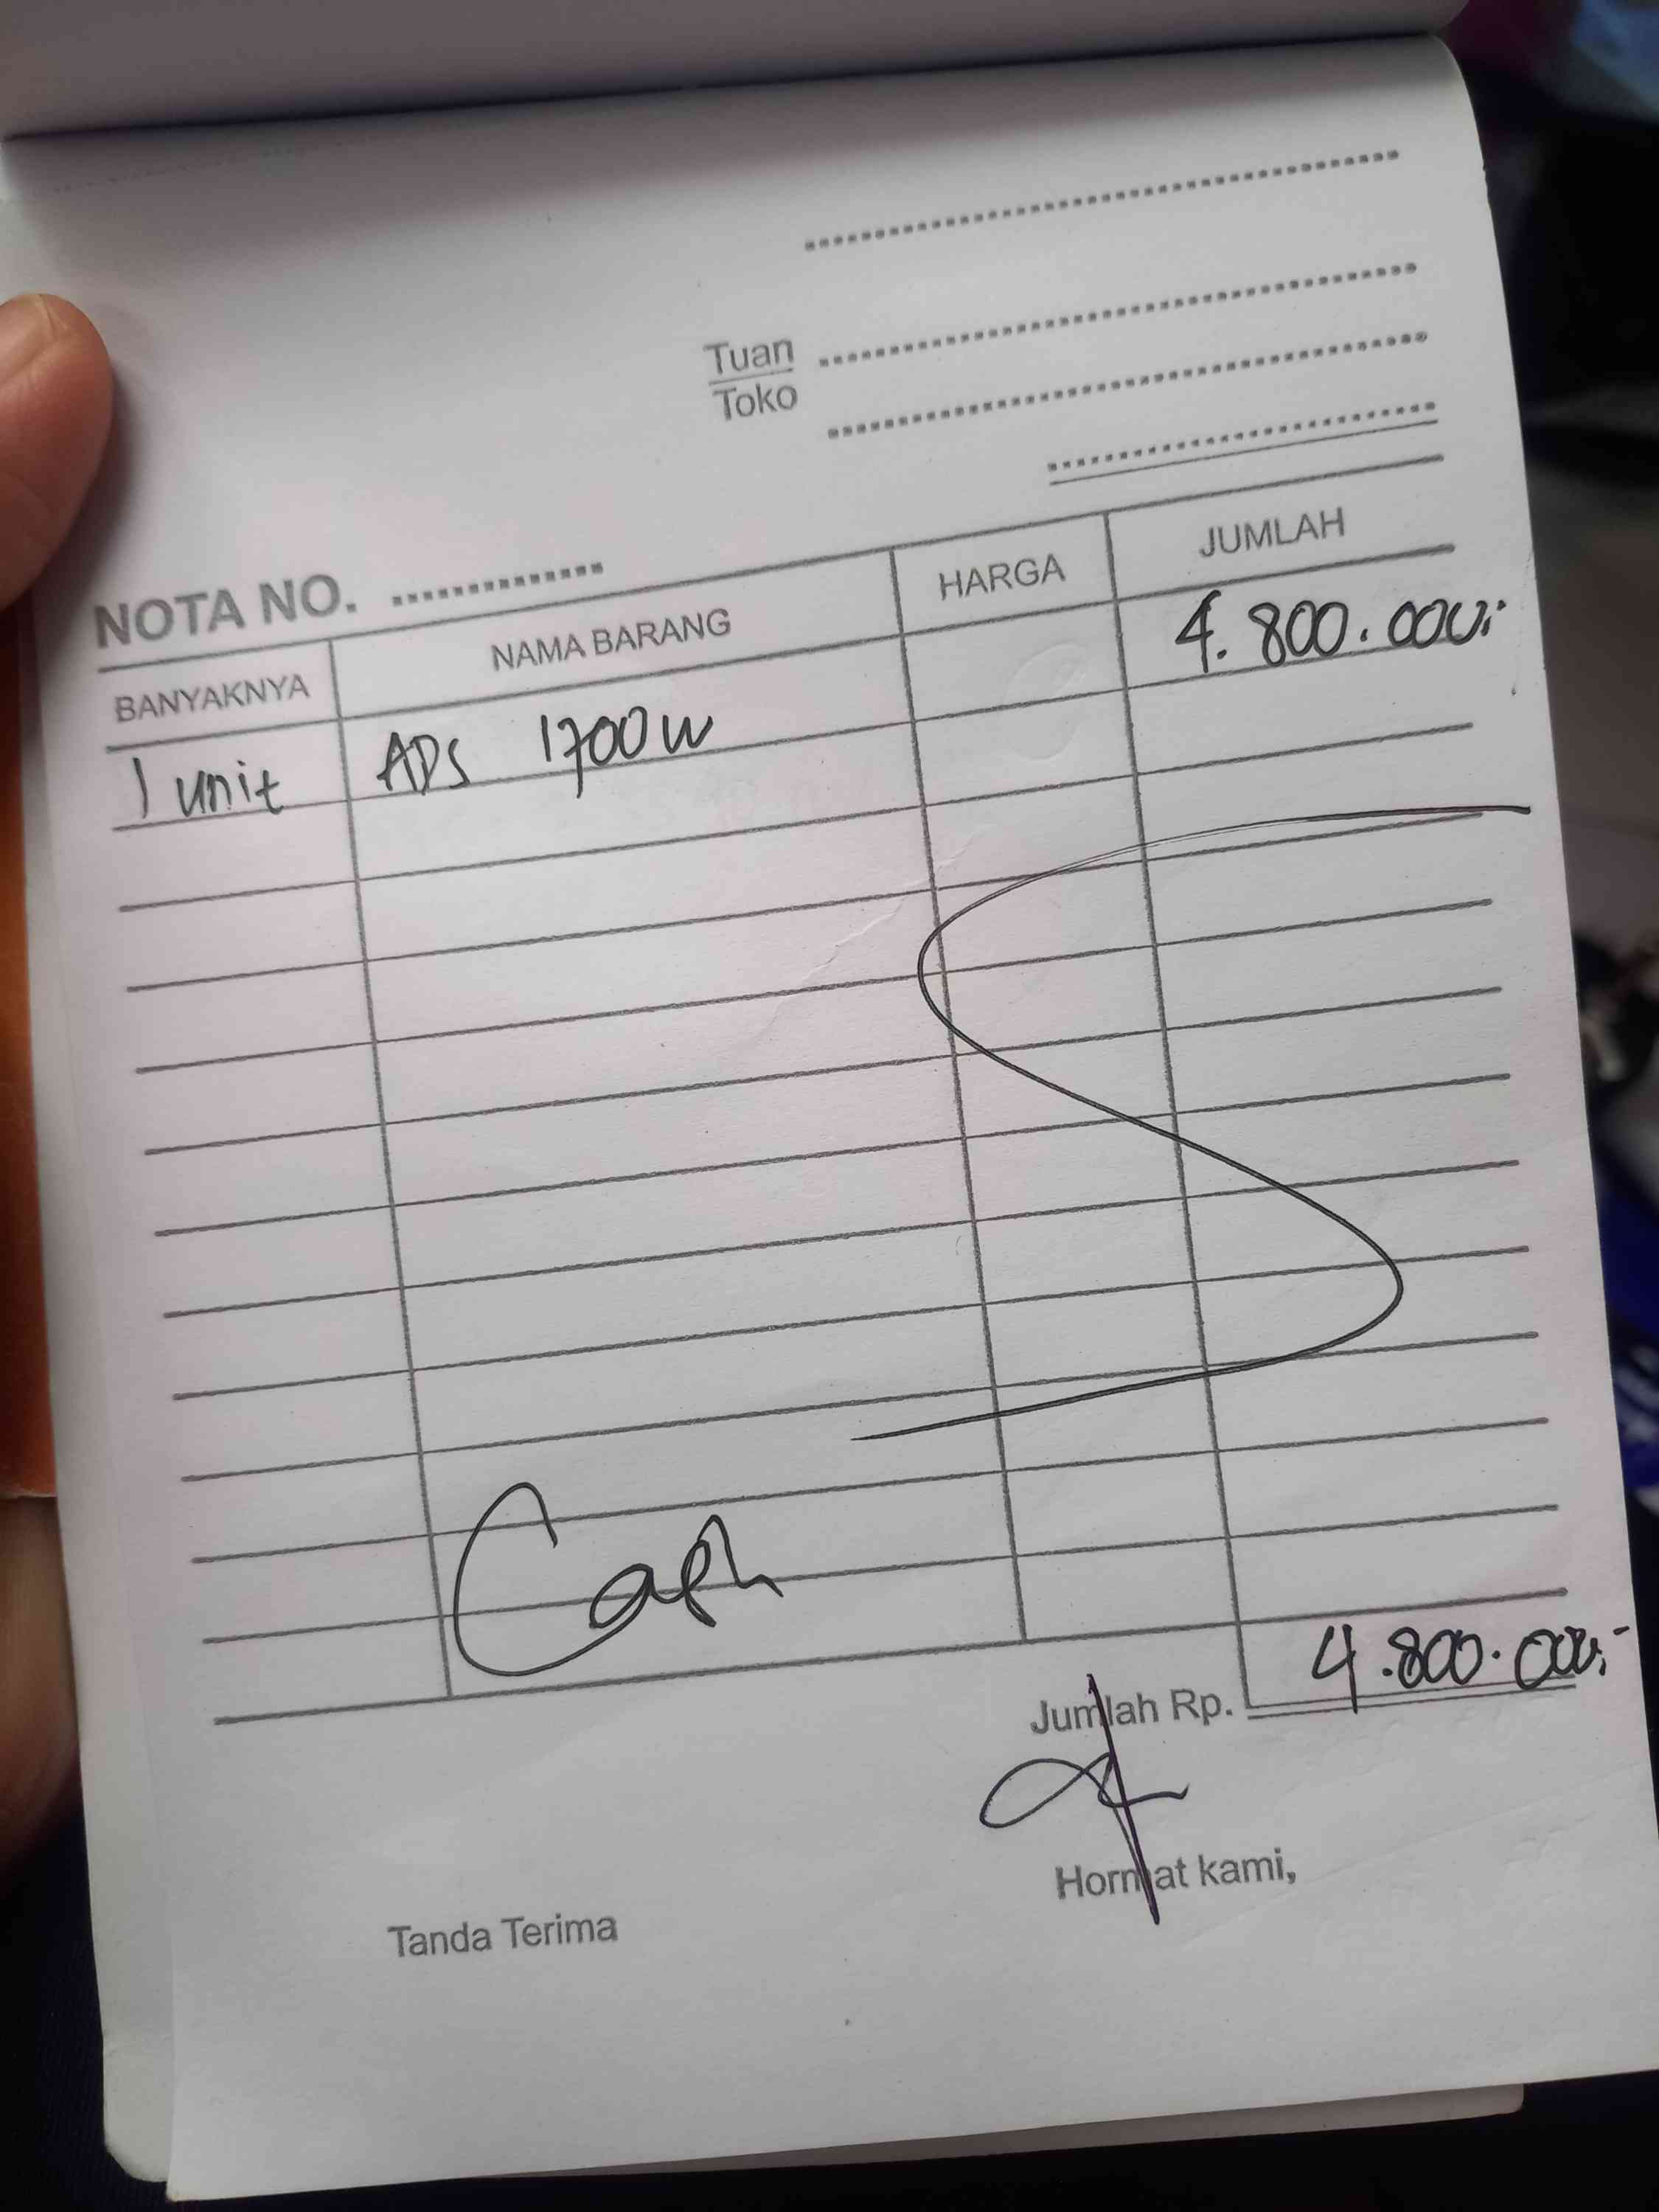 Tuan
Toko
NOTA NO. ...............
BANYAKNYA NAMA BARANG HARGA JUMLAH
1 unit ADS 1700 W 4.800.000,-
Cash
Jumlah Rp. 4.800.000,-
Tanda Terima Hormat kami,